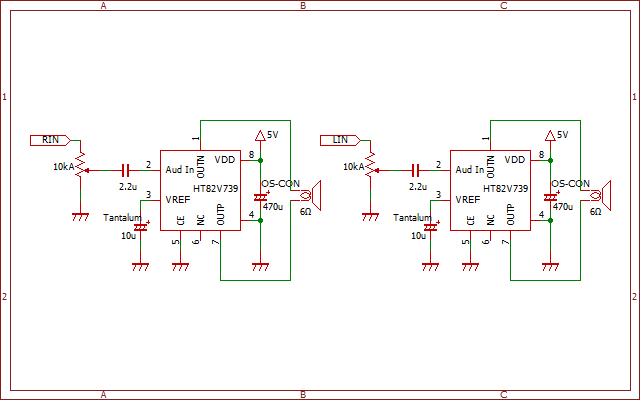 A B C
1 1
RIN
10kA
2.2u
2
Aud In
3
VREF
1
OUTN
VDD
8
HT82V739
5V
OS-CON
470u
6Ω
Tantalum
10u
CE
NC
OUTP
4
5
6
7
LIN
10kA
2.2u
2
Aud In
3
VREF
1
OUTN
VDD
8
HT82V739
5V
OS-CON
470u
6Ω
Tantalum
10u
CE
NC
OUTP
4
5
6
7
2 2
A B C